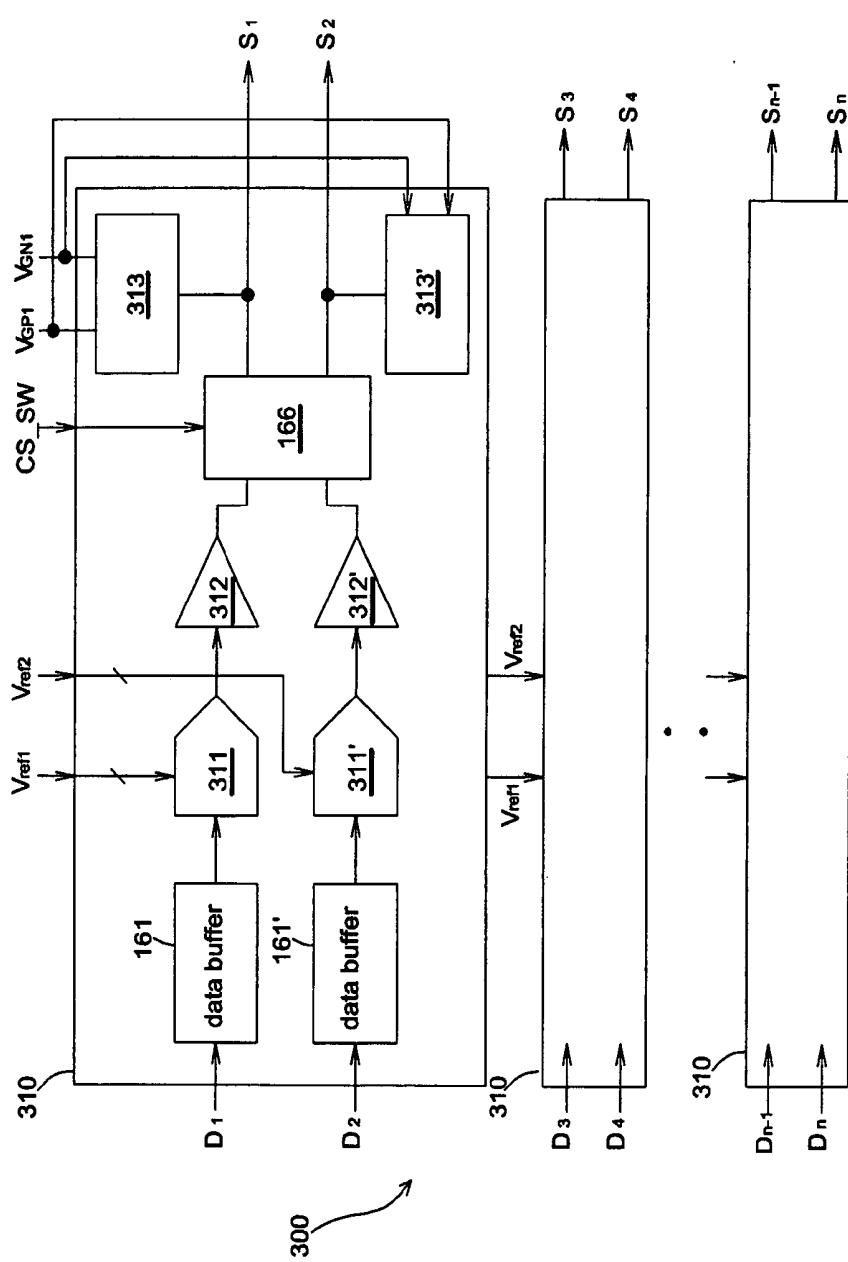 300
310
D1
D2
161
data buffer
161'
data buffer
Vref1
Vref2
311
311'
312
312'
CS_SW
166
VGP1
VGN1
313
313'
S1
S2
Vref1
Vref2
310
D3
D4
S3
S4
310
Dn-1
Dn
Sn-1
Sn